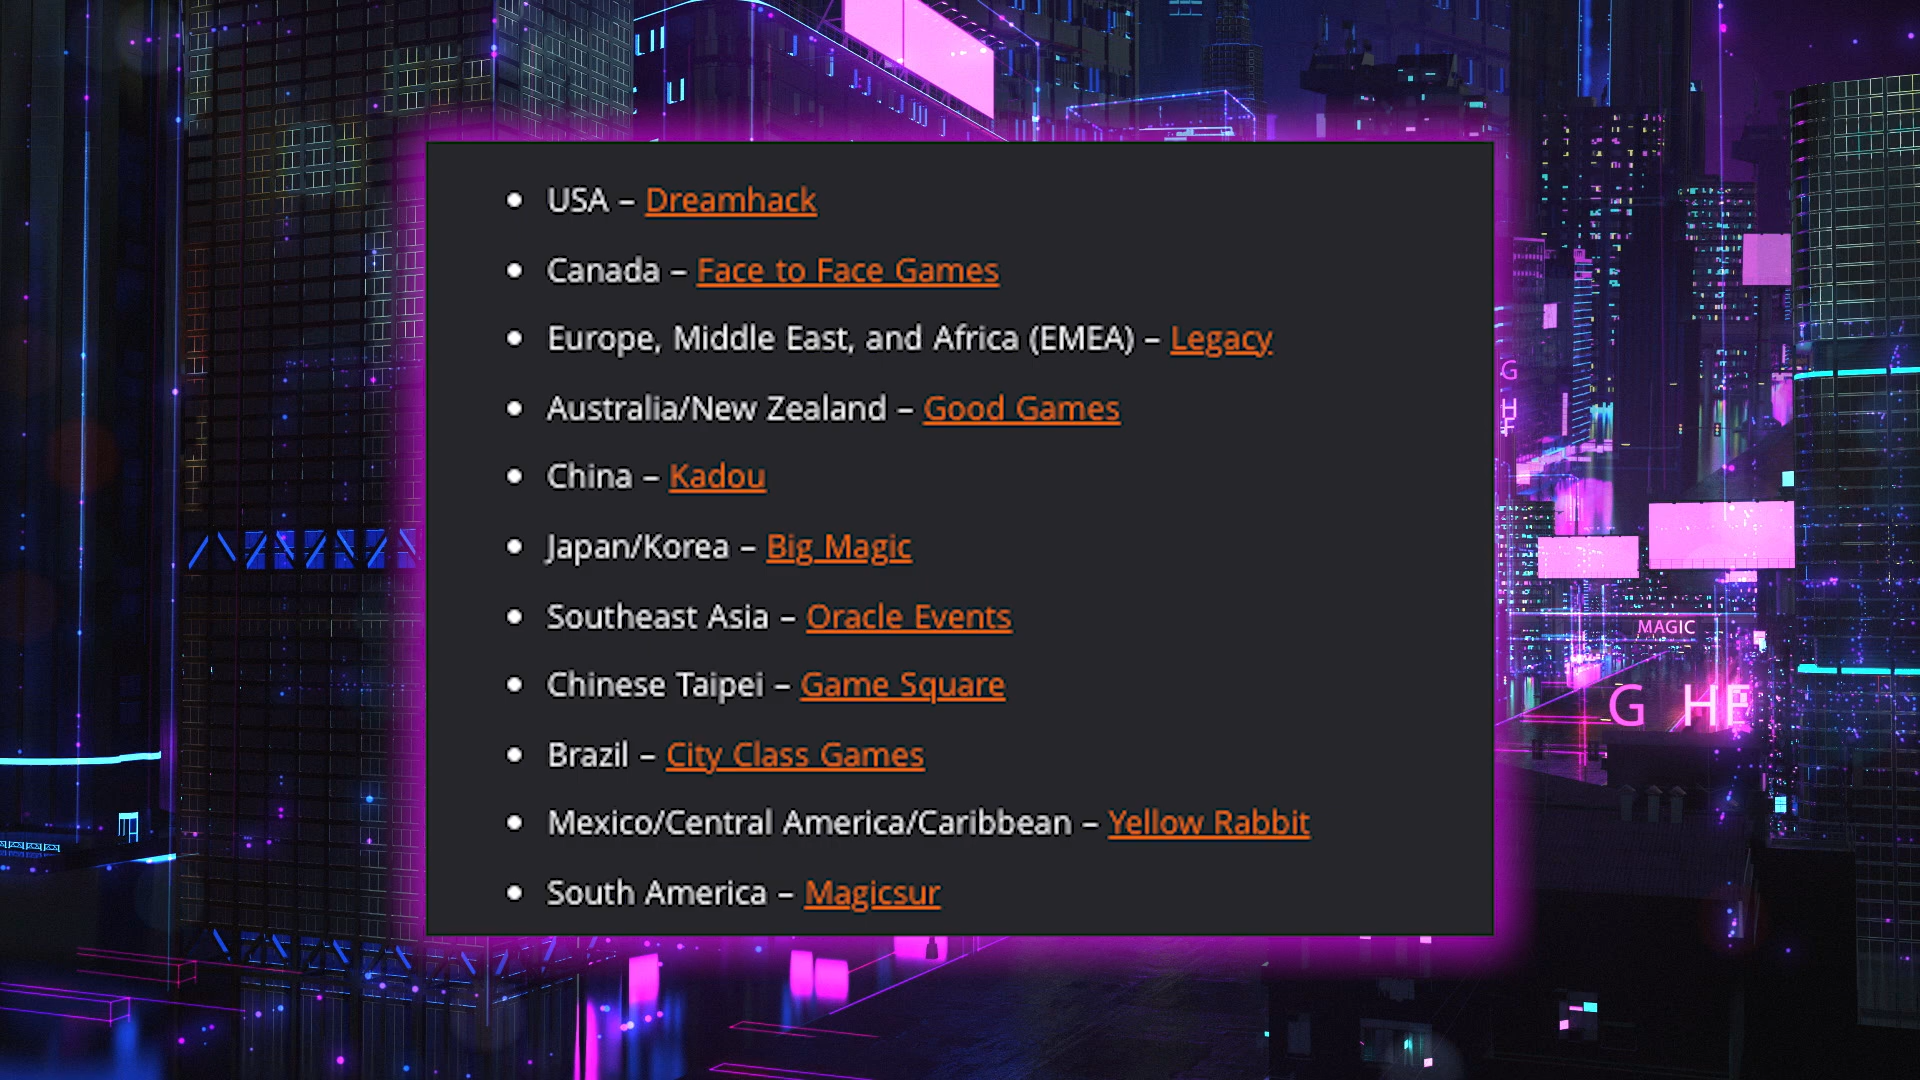 USA – Dreamhack
Canada – Face to Face Games
Europe, Middle East, and Africa (EMEA) – Legacy
Australia/New Zealand – Good Games
China – Kadou
Japan/Korea – Big Magic
Southeast Asia – Oracle Events
Chinese Taipei – Game Square
Brazil – City Class Games
Mexico/Central America/Caribbean – Yellow Rabbit
South America – Magicsur
G
H
MAGIC
G HE